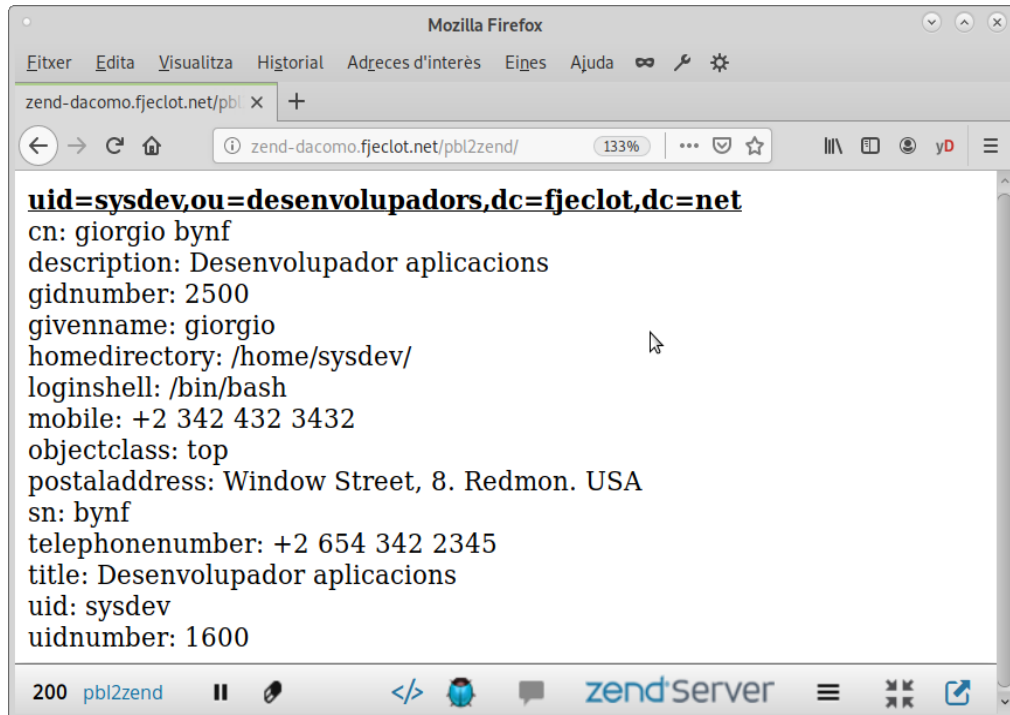 Mozilla Firefox
Fitxer Edita Visualitza Historial Adreces d'interès Eines Ajuda
zend-dacomo.fjeclot.net/pbl
zend-dacomo.fjeclot.net/pbl2zend/ 133% yD
uid=sysdev,ou=desenvolupadors,dc=fjeclot,dc=net
cn: giorgio bynf
description: Desenvolupador aplicacions
gidnumber: 2500
givenname: giorgio
homedirectory: /home/sysdev/
loginshell: /bin/bash
mobile: +2 342 432 3432
objectclass: top
postaladdress: Window Street, 8. Redmon. USA
sn: bynf
telephonenumber: +2 654 342 2345
title: Desenvolupador aplicacions
uid: sysdev
uidnumber: 1600
200 pbl2zend </> zend Server